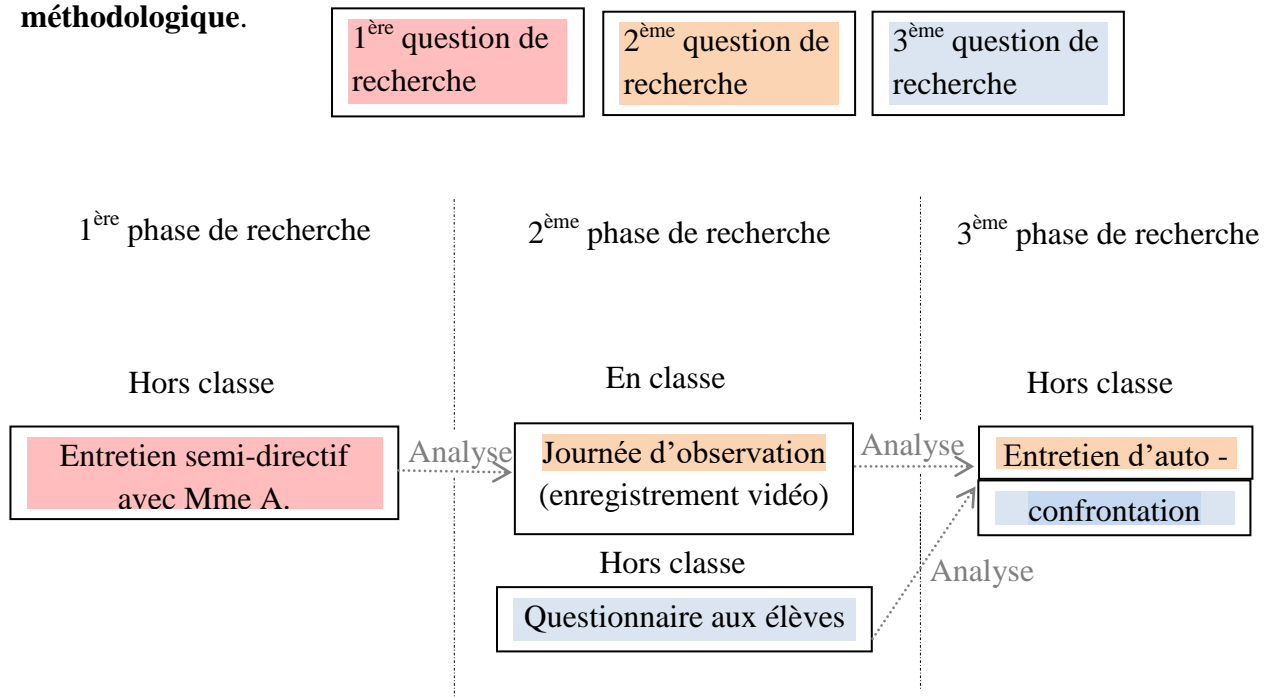 méthodologique.
1ère question de
recherche
2ème question de
recherche
3ème question de
recherche
1ère phase de recherche
2ème phase de recherche
3ème phase de recherche
Hors classe
En classe
Hors classe
Entretien semi-directif
avec Mme A.
Analyse
Journée d’observation
(enregistrement vidéo)
Analyse
Entretien d’auto -
confrontation
Hors classe
Analyse
Questionnaire aux élèves